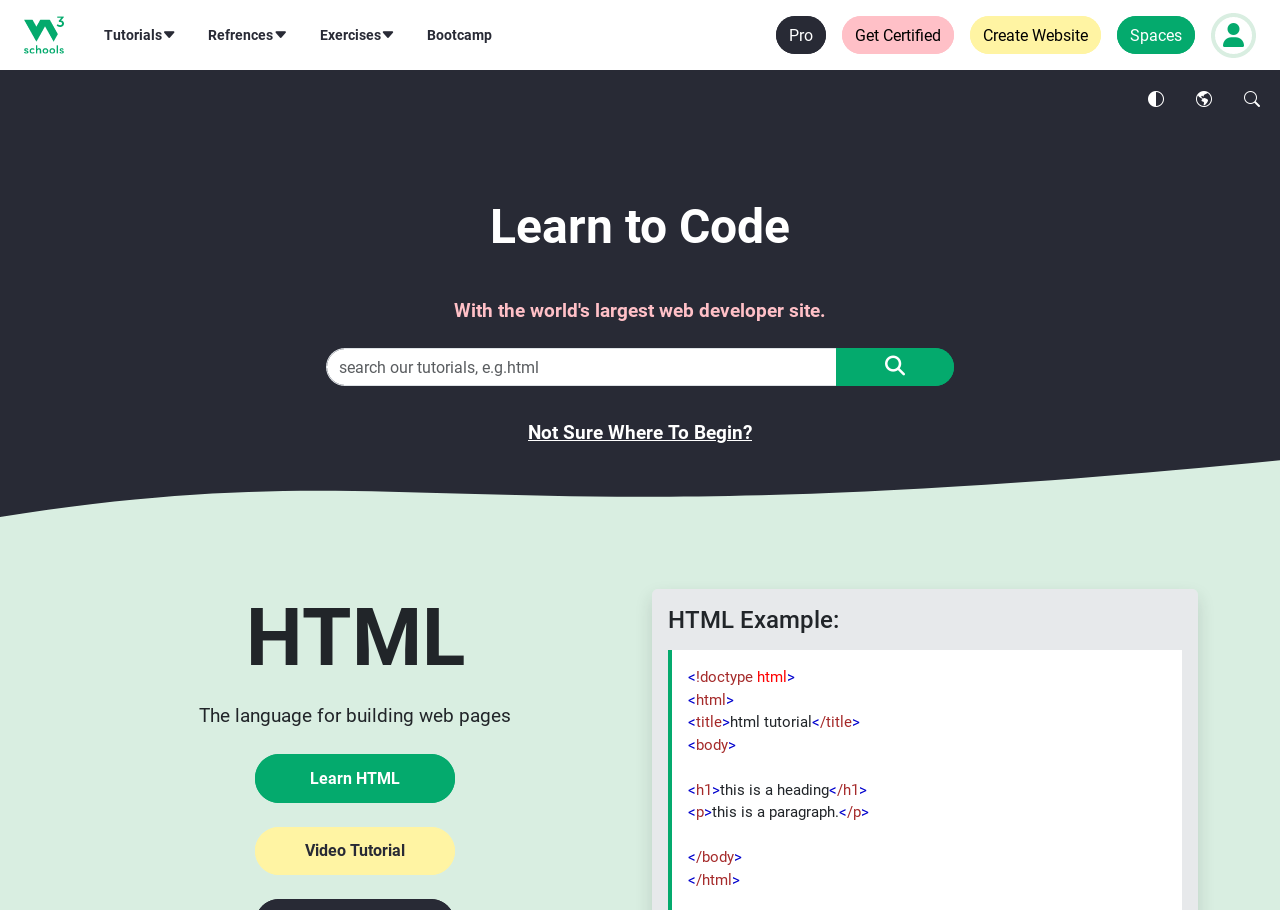 3
schools
Tutorials
Refrences
Exercises
Bootcamp
Pro
Get Certified
Create Website
Spaces
Learn to Code
With the world's largest web developer site.
search our tutorials, e.g.html
Not Sure Where To Begin?
HTML
The language for building web pages
Learn HTML
Video Tutorial
HTML Example:
<!doctype html>
<html>
<title>html tutorial</title>
<body>
<h1>this is a heading</h1>
<p>this is a paragraph.</p>
</body>
</html>